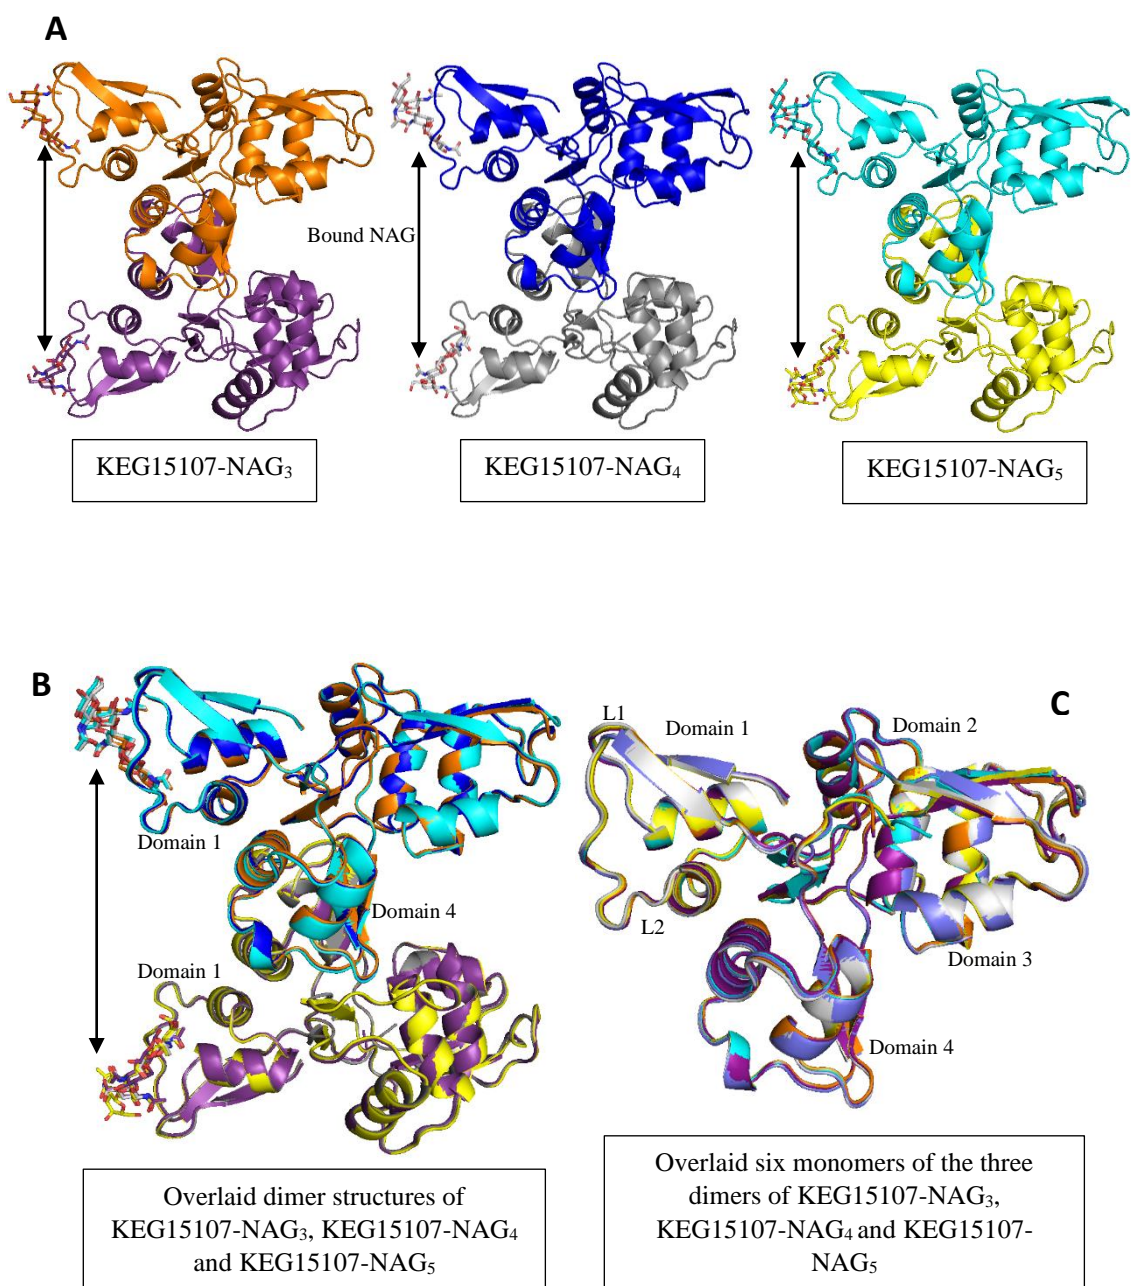 A
Bound NAG
KEG15107-NAG₃
KEG15107-NAG₄
KEG15107-NAG₅
B
Domain 1
Domain 4
Domain 1
Overlaid dimer structures of
KEG15107-NAG₃, KEG15107-NAG₄
and KEG15107-NAG₅
C
L1
Domain 1
Domain 2
L2
Domain 3
Domain 4
Overlaid six monomers of the three
dimers of KEG15107-NAG₃,
KEG15107-NAG₄ and KEG15107-
NAG₅